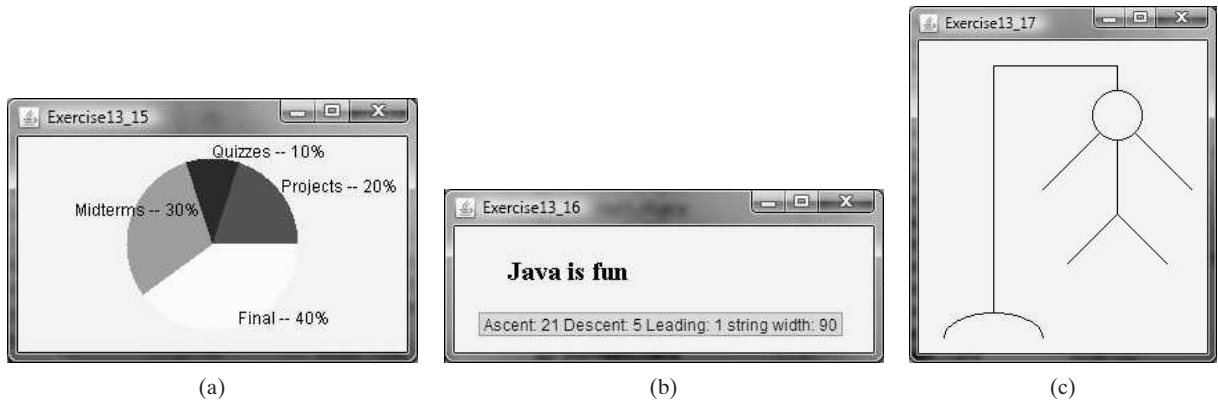 Exercise13_17
Exercise13_15
Quizzes -- 10%
Projects -- 20%
Midterms -- 30%
Final -- 40%
Exercise13_16
Java is fun
Ascent: 21 Descent: 5 Leading: 1 string width: 90
(a)
(b)
(c)